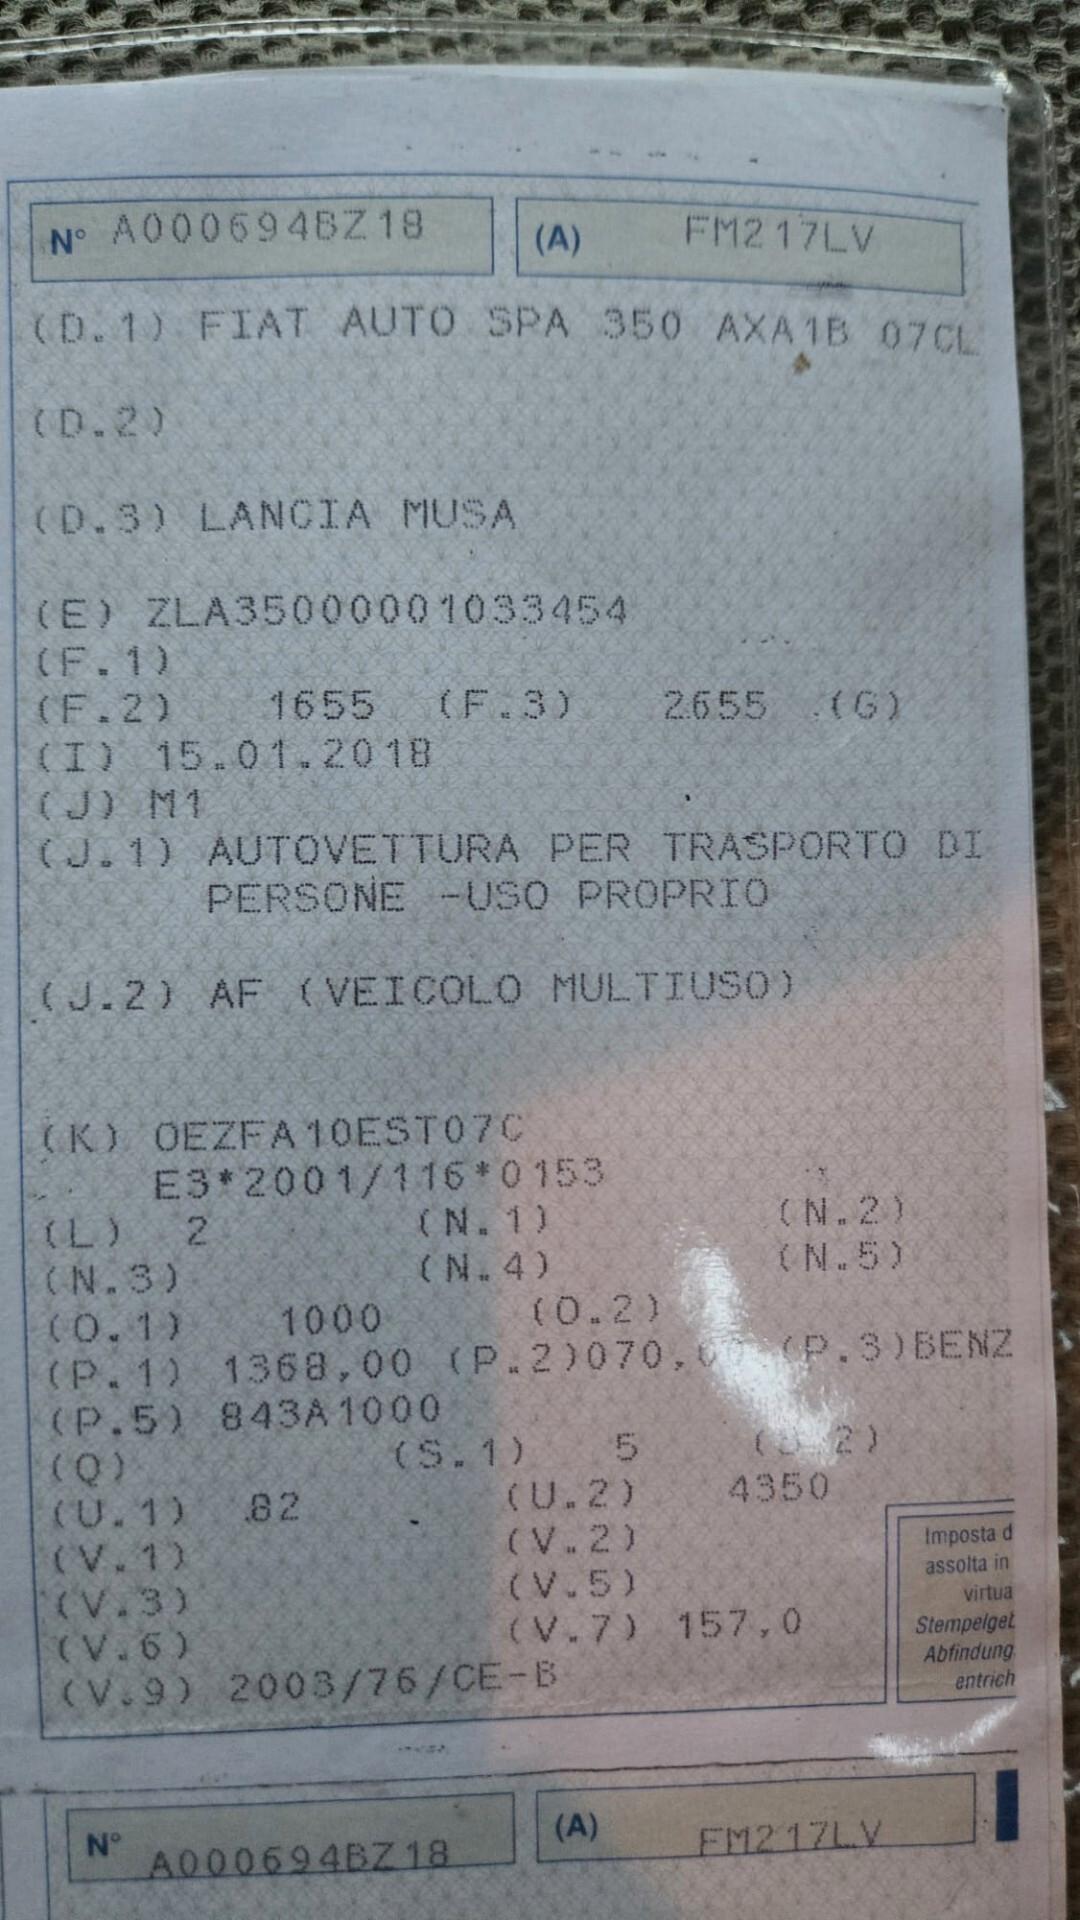 N° A000694BZ18 (A) FM217LV
(D.1) FIAT AUTO SPA 350 AXA1B 07CL
(D.2)
(D.3) LANCIA MUSA
(E) ZLA35000001033454
(F.1)
(F.2) 1655 (F.3) 2655 (G)
(I) 15.01.2018
(J) M1
(J.1) AUTOVETTURA PER TRASPORTO DI
PERSONE -USO PROPRIO
(J.2) AF (VEICOLO MULTIUSO)
(K) OEZFA10EST07C
E3*2001/116*0153
(L) 2 (N.1) (N.2)
(N.3) (N.4) (N.5)
(O.1) 1000 (O.2)
(P.1) 1368,00 (P.2)070, (P.3)BENZ
(P.5) 843A1000
(Q) (S.1) 5
(U.1) 82 (U.2) 4350
(V.1) (V.2)
(V.3) (V.5)
(V.6) (V.7) 157,0
(V.9) 2003/76/CE-B
Imposta d
assolta in
virtua
Stempelgeb
Abfindung
entrich
N° A000694BZ18 (A) FM217LV